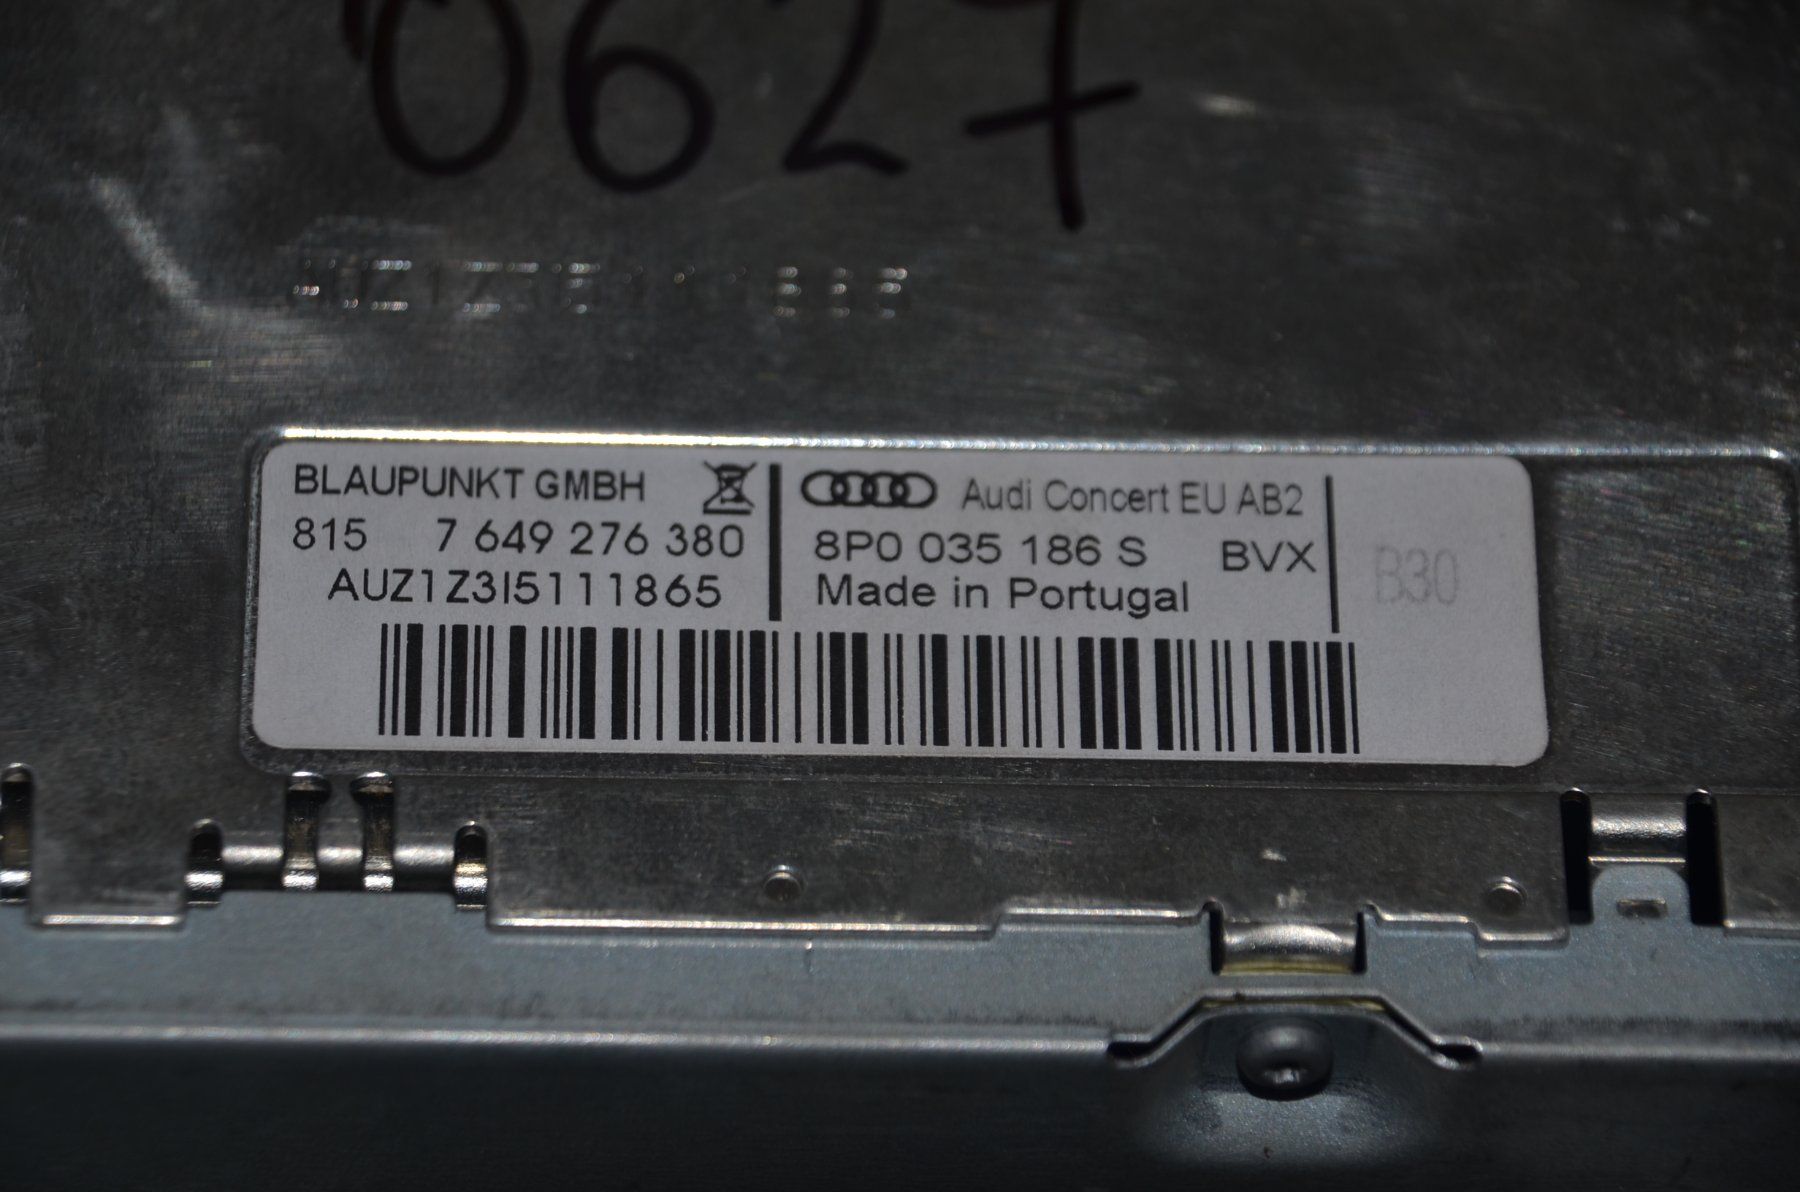 0627
BLAUPUNKT GMBH
815 7 649 276 380
AUZ1Z3I5111865
Audi Concert EU AB2
8P0 035 186 S BVX
Made in Portugal
B30